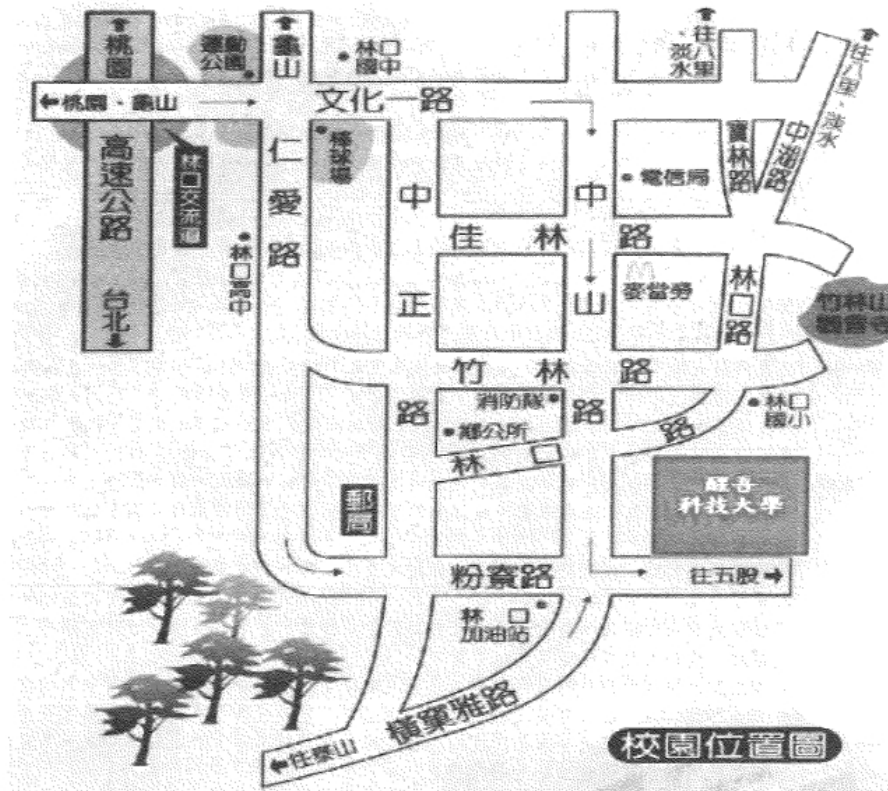 桃園
運動
公園
龜山
林口
國中
往八里
、淡水
往八里、淡水
桃園、龜山
文化一路
高速公路
台北
林口交流道
仁愛路
棒球場
中正路
中山路
電信局
寶林路
中湖路
佳林路
林口高中
麥當勞
林口路
竹林山
觀音寺
竹林路
消防隊
鄉公所
林口路
林口
國小
郵局
醒吾
科技大學
粉寮路
往五股
林口
加油站
橫窠雅路
往泰山
校園位置圖